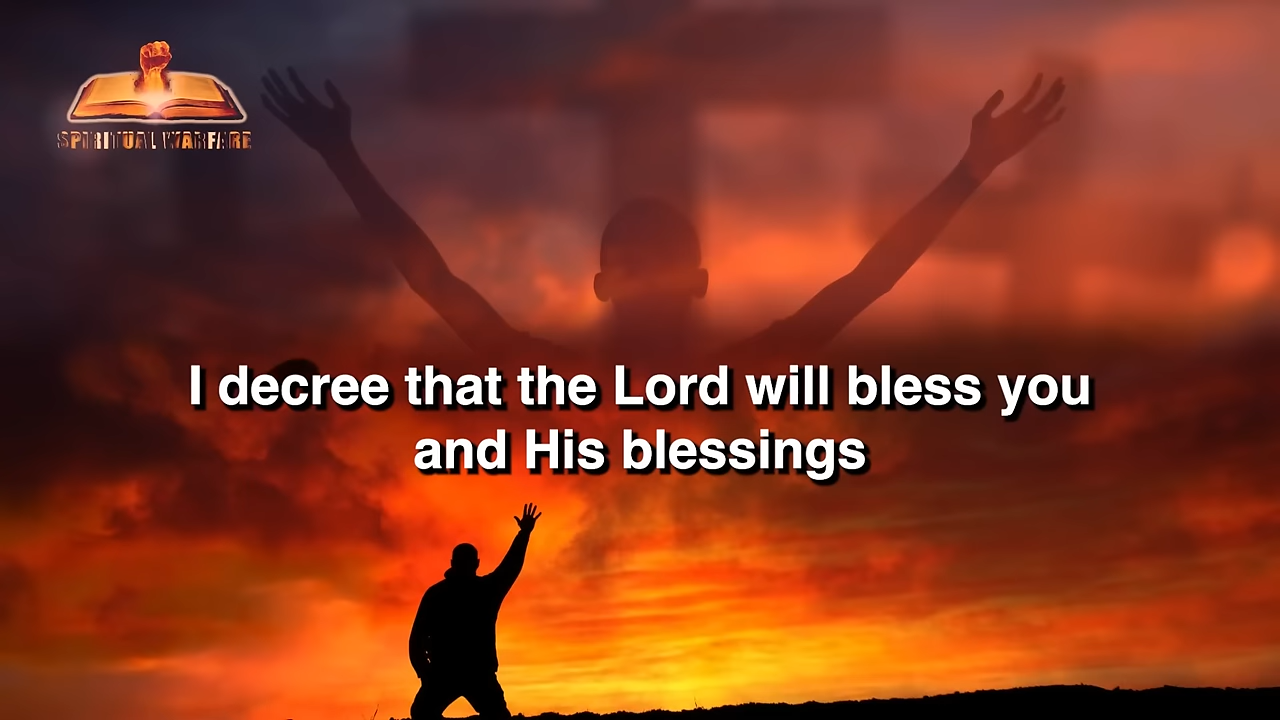 SPIRITUAL WARFARE
I decree that the Lord will bless you
and His blessings